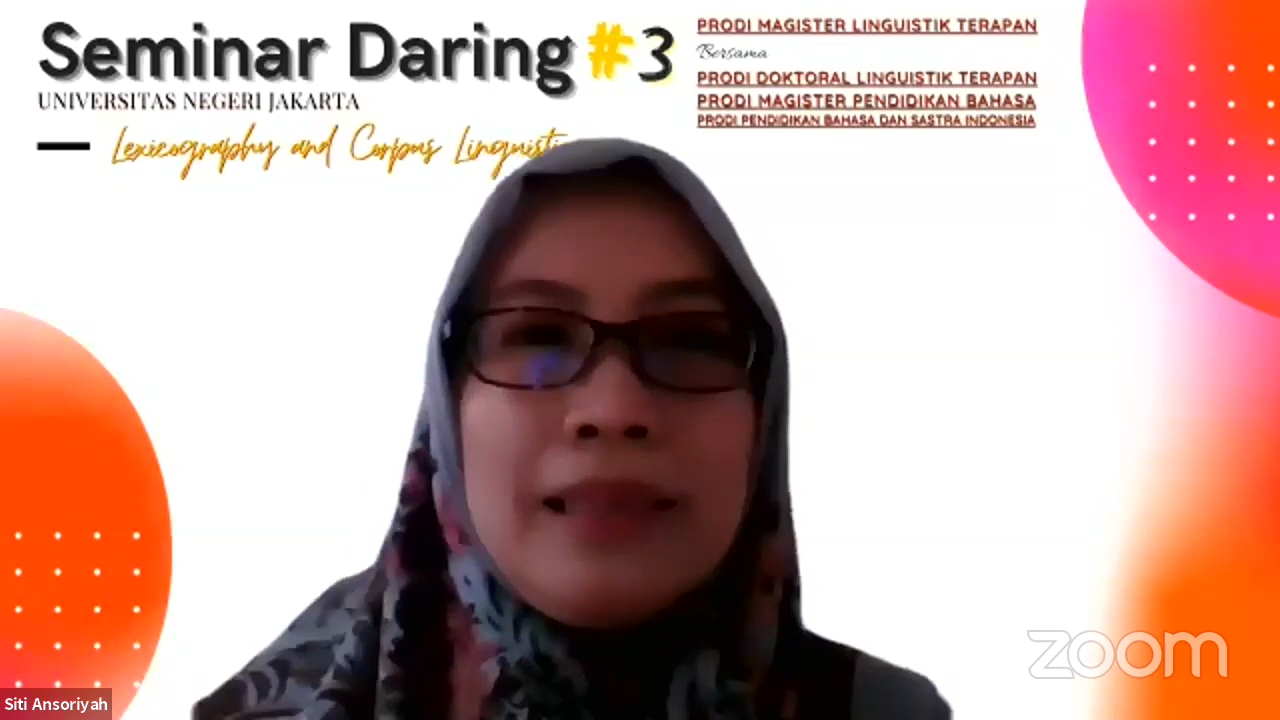 Seminar Daring #3
UNIVERSITAS NEGERI JAKARTA
Lexicography and Corpus
PRODI MAGISTER LINGUISTIK TERAPAN
Bersama
PRODI DOKTORAL LINGUISTIK TERAPAN
PRODI MAGISTER PENDIDIKAN BAHASA
PRODI PENDIDIKAN BAHASA DAN SASTRA INDONESIA
zoom
Siti Ansoriyah